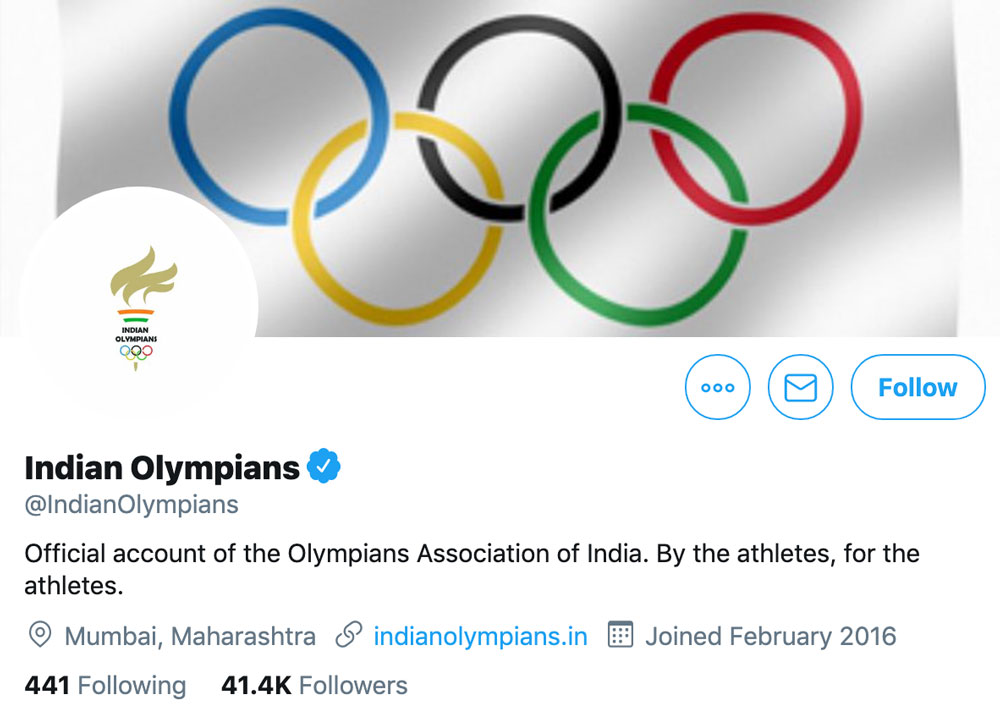 INDIAN
OLYMPIANS
Follow
Indian Olympians
@IndianOlympians
Official account of the Olympians Association of India. By the athletes, for the
athletes.
Mumbai, Maharashtra indianolympians.in Joined February 2016
441 Following 41.4K Followers